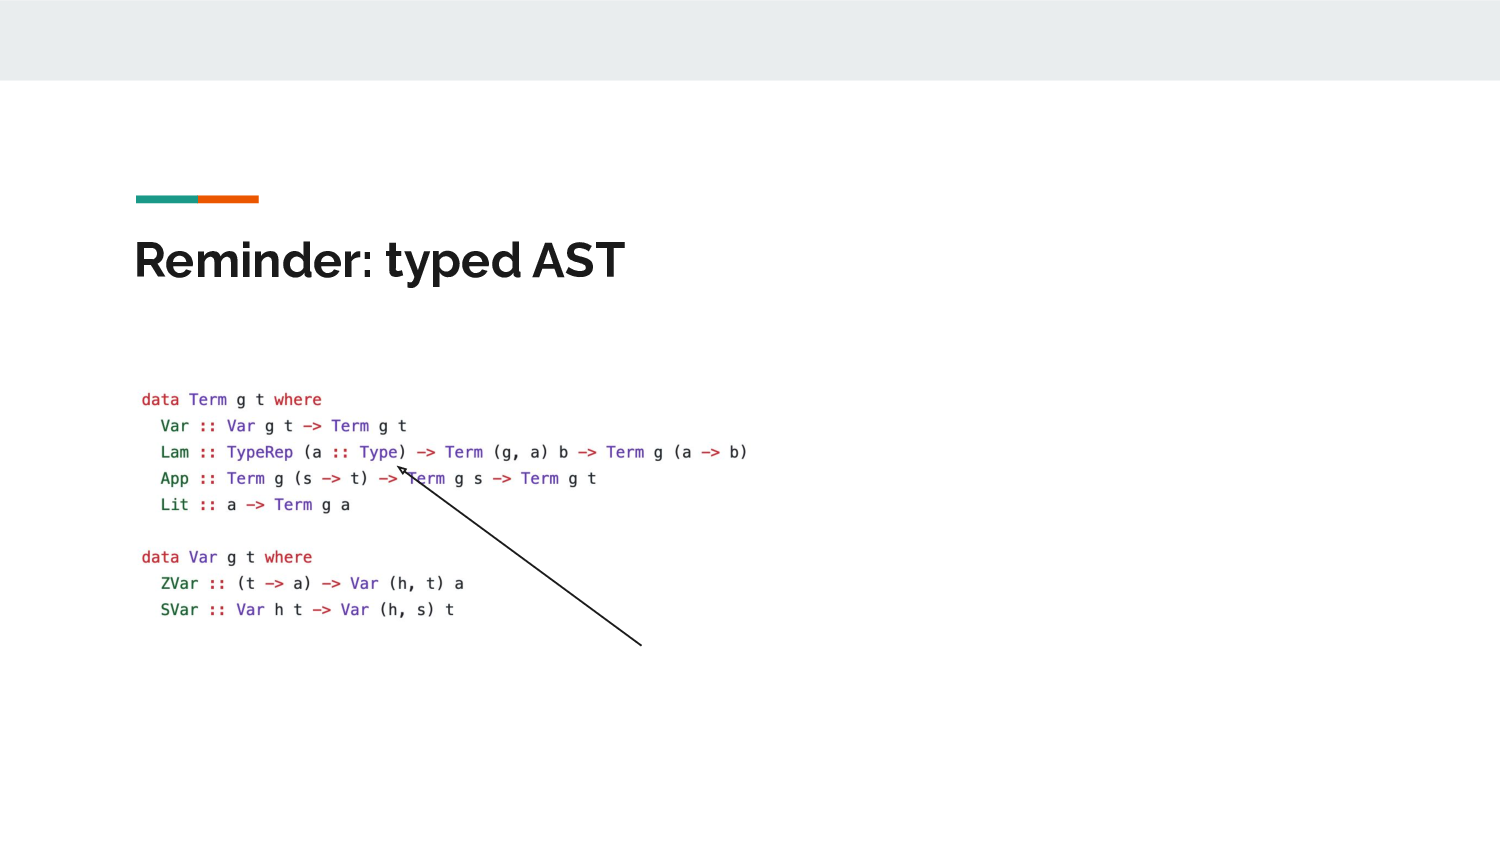 Reminder: typed AST
data Term g t where
  Var :: Var g t -> Term g t
  Lam :: TypeRep (a :: Type) -> Term (g, a) b -> Term g (a -> b)
  App :: Term g (s -> t) -> Term g s -> Term g t
  Lit :: a -> Term g a
data Var g t where
  ZVar :: (t -> a) -> Var (h, t) a
  SVar :: Var h t -> Var (h, s) t